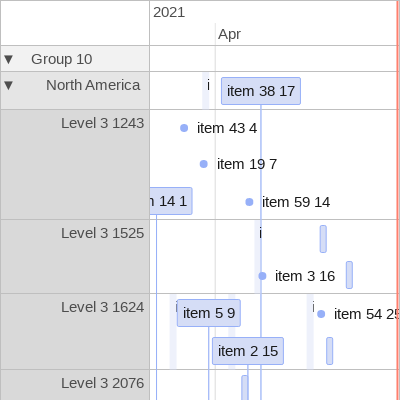 2021
Apr
▼ Group 10
▼ North America
i
item 38 17
Level 3 1243
item 43 4
item 19 7
14 1
item 59 14
Level 3 1525
i
item 3 16
Level 3 1624
item 5 9
i
item 54
item 2 15
Level 3 2076